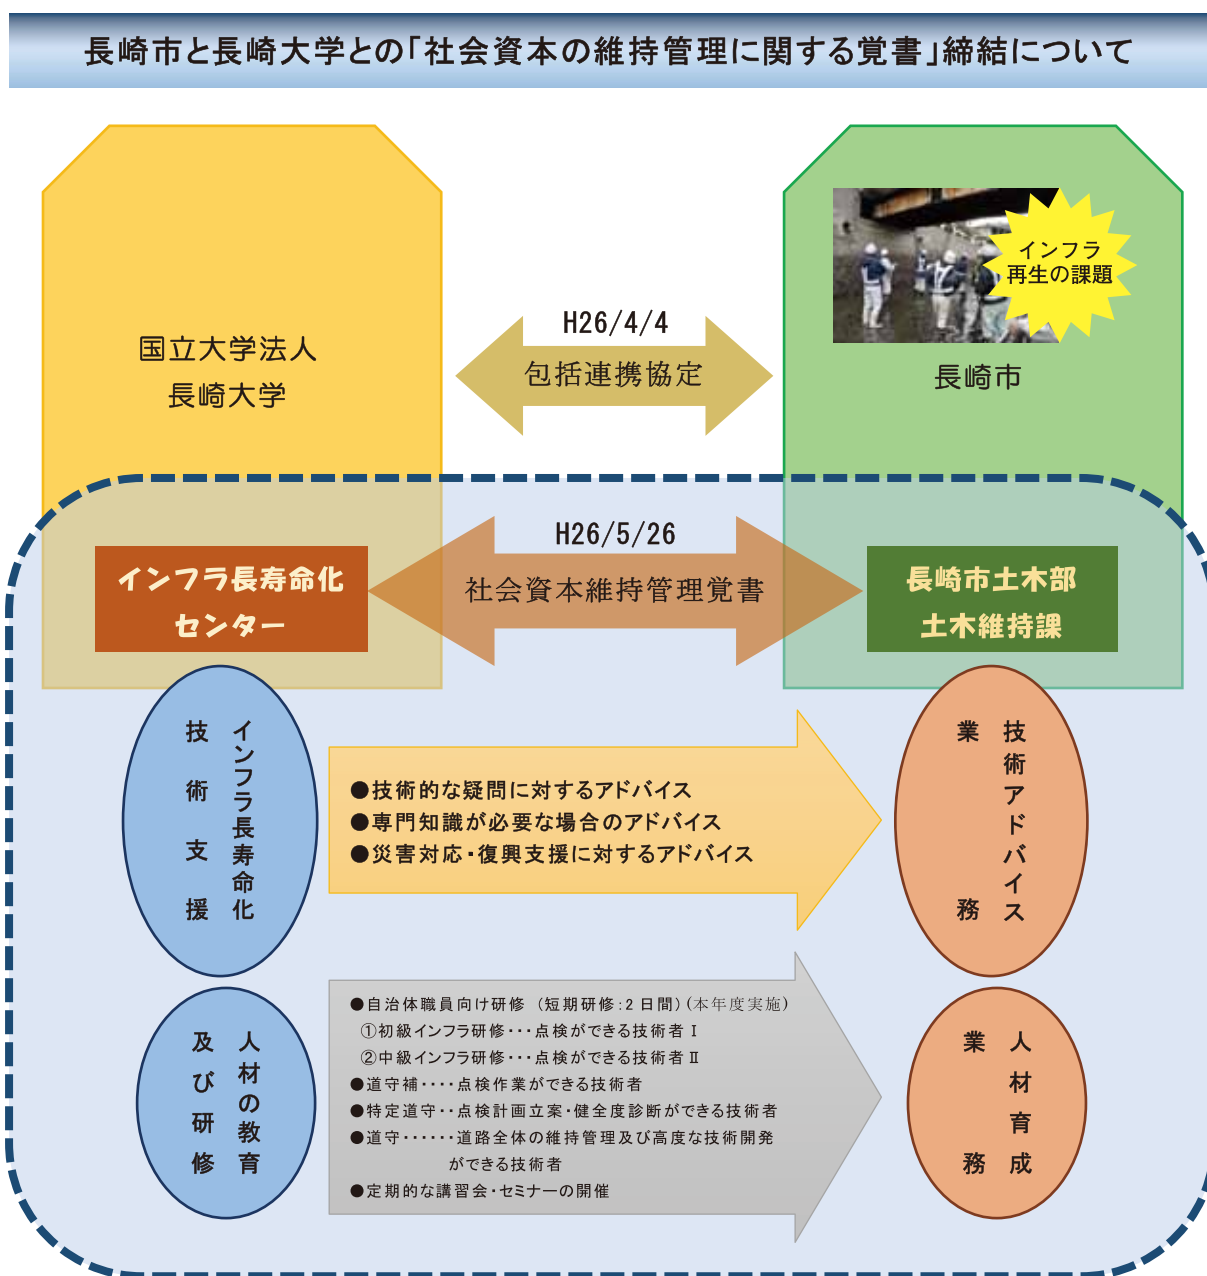 長崎市と長崎大学との「社会資本の維持管理に関する覚書」締結について
国立大学法人
長崎大学
H26/4/4
包括連携協定
インフラ
再生の課題
長崎市
インフラ長寿命化
センター
H26/5/26
社会資本維持管理覚書
長崎市土木部
土木維持課
インフラ長寿命化
技術支援
●技術的な疑問に対するアドバイス
●専門知識が必要な場合のアドバイス
●災害対応・復興支援に対するアドバイス
技術アドバイス
業務
人材の教育
及び研修
●自治体職員向け研修 (短期研修:2日間)(本年度実施)
①初級インフラ研修・・・点検ができる技術者Ⅰ
②中級インフラ研修・・・点検ができる技術者Ⅱ
●道守補・・・・点検作業ができる技術者
●特定道守・・点検計画立案・健全度診断ができる技術者
●道守・・・・・・道路全体の維持管理及び高度な技術開発
ができる技術者
●定期的な講習会・セミナーの開催
人材育成
業務